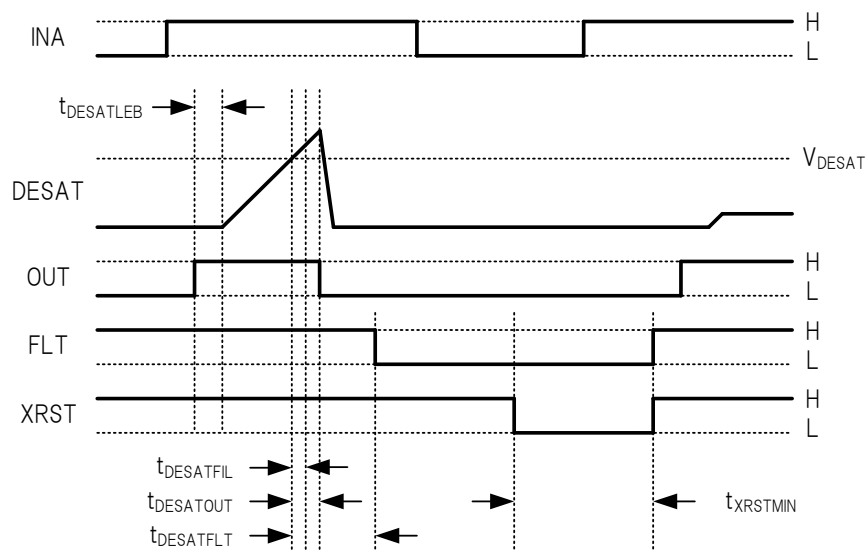 INA
H
L
tDESATLEB
VDESAT
DESAT
OUT
H
L
FLT
H
L
XRST
H
L
tDESATFIL
tDESATOUT
tXRSTMIN
tDESATFLT